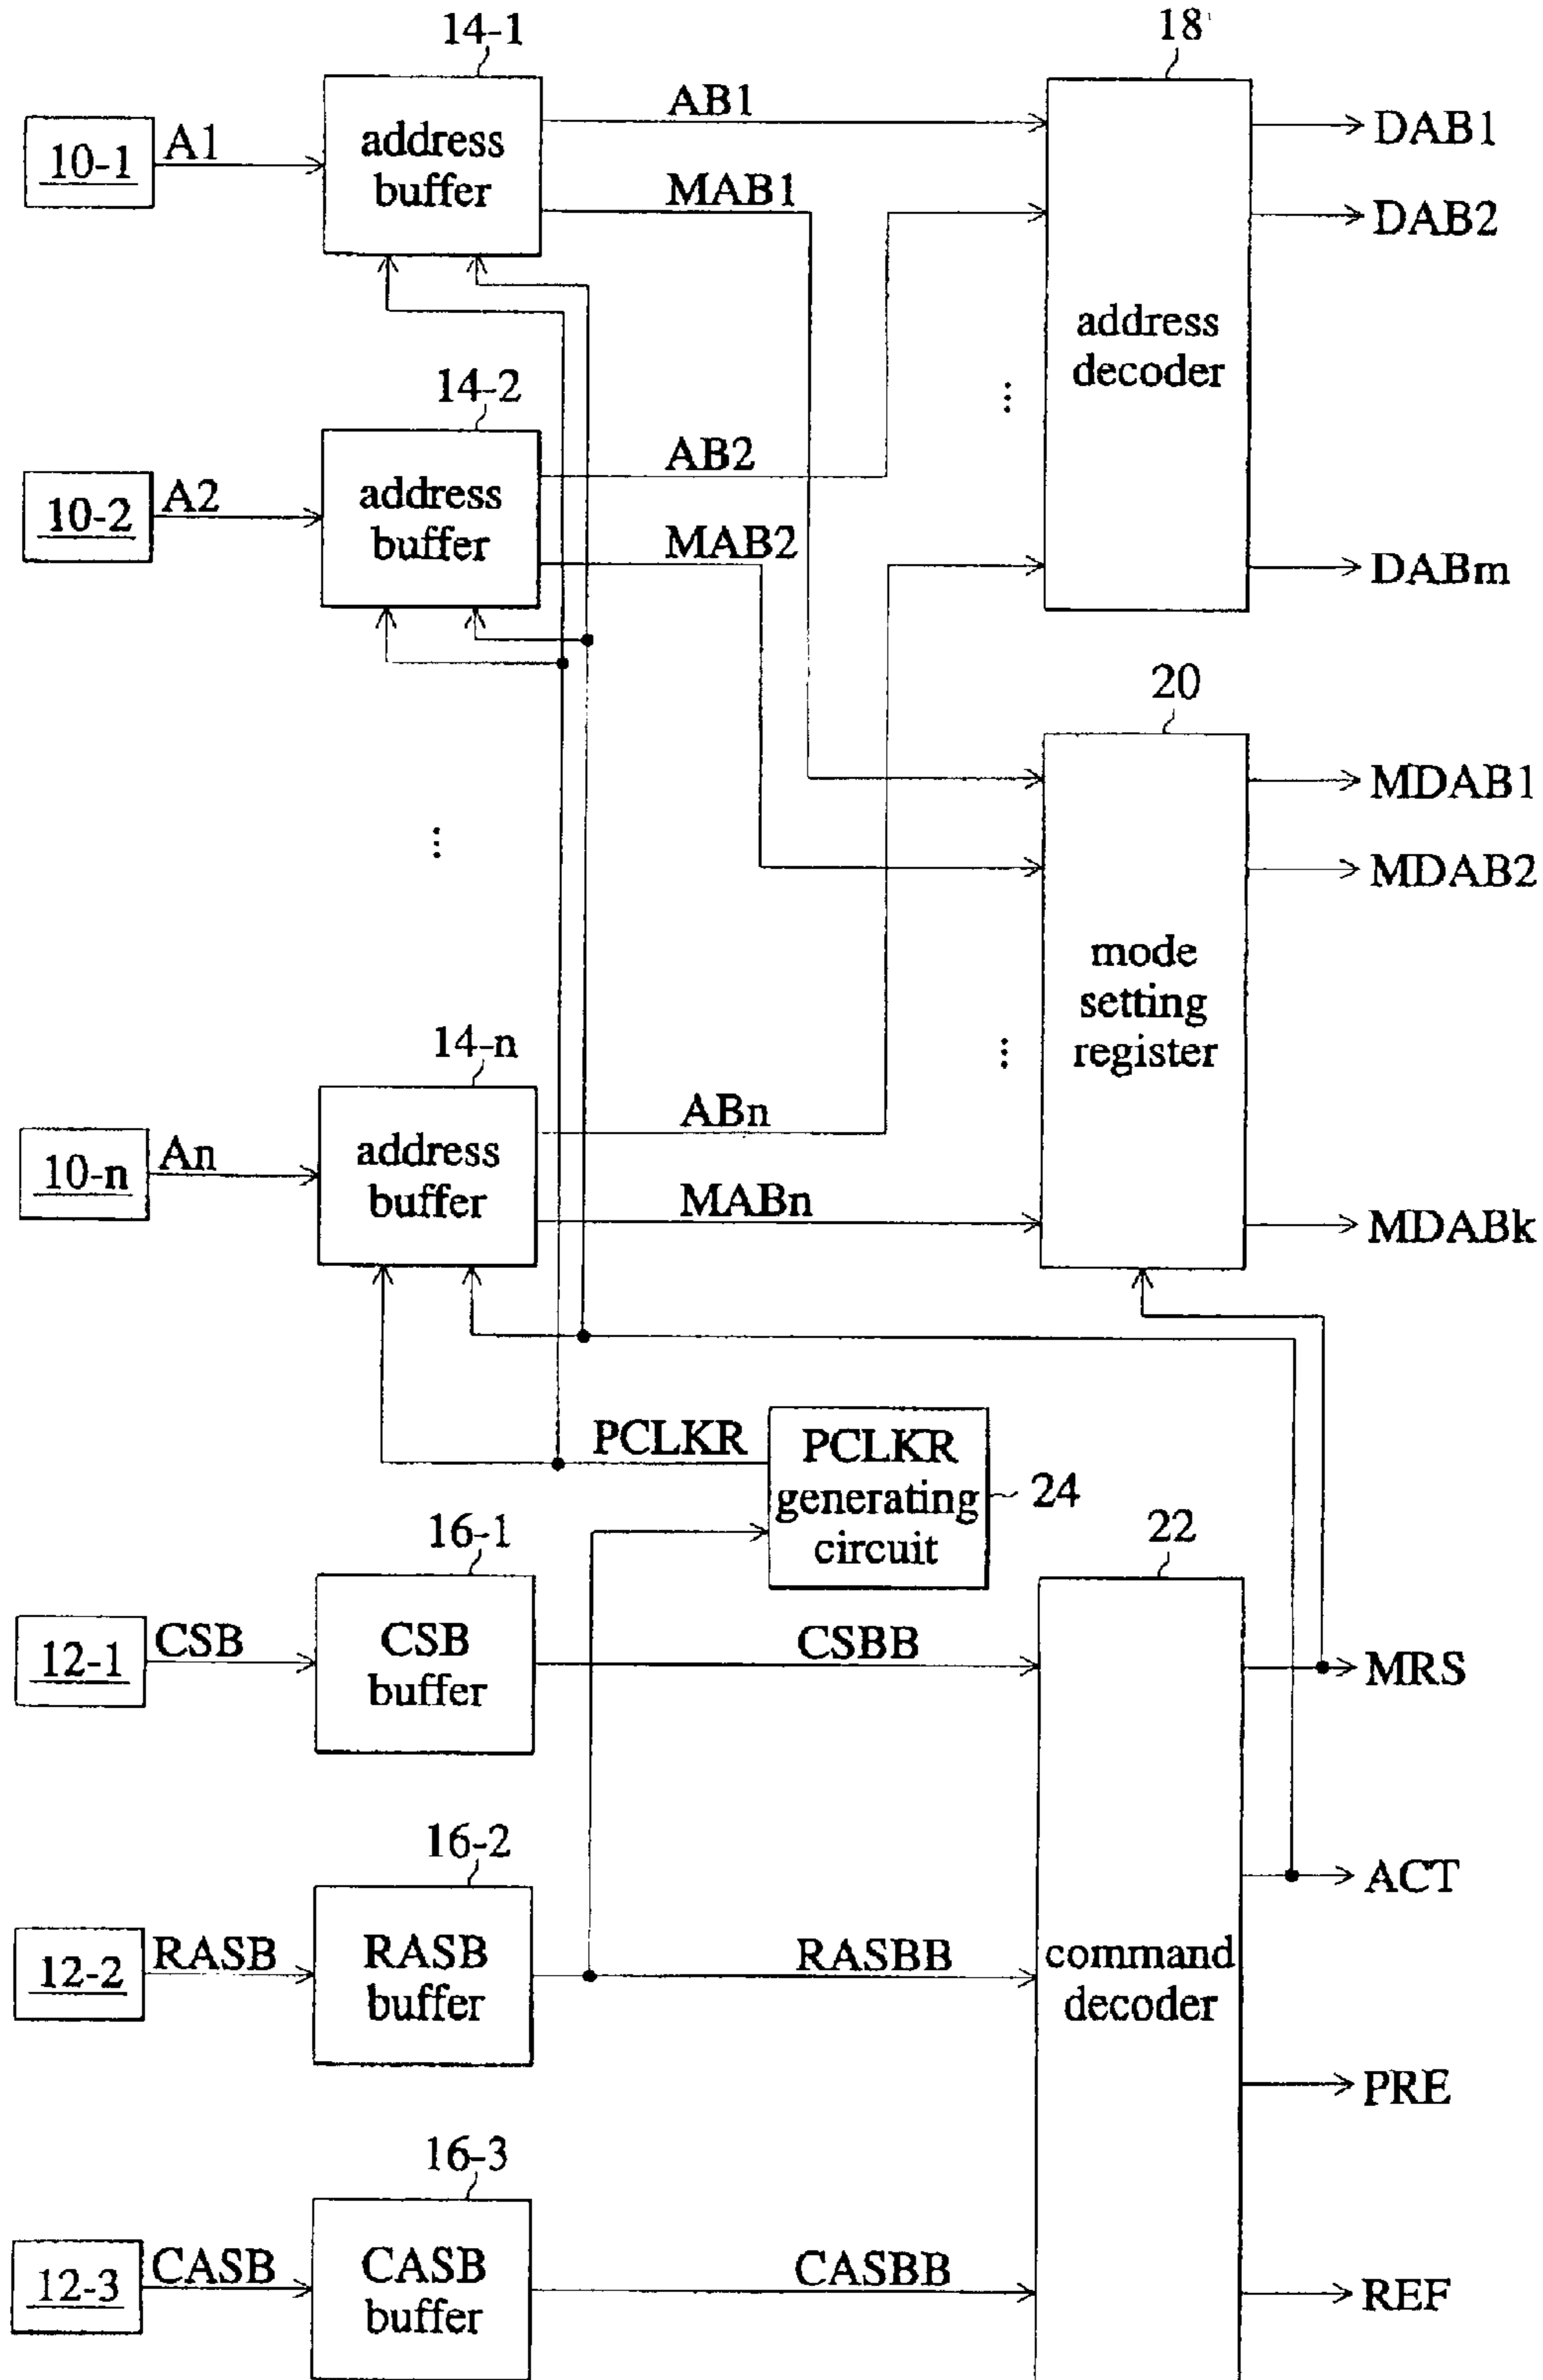 14-1
18
10-1
A1
address
buffer
AB1
MAB1
DAB1
DAB2
address
decoder
...
14-2
10-2
A2
address
buffer
AB2
MAB2
DABm
20
MDAB1
MDAB2
...
mode
setting
register
...
14-n
10-n
An
address
buffer
ABn
MABn
MDABk
PCLKR
PCLKR
generating
circuit
24
22
16-1
12-1
CSB
CSB
buffer
CSBB
MRS
16-2
ACT
12-2
RASB
RASB
buffer
RASBB
command
decoder
PRE
16-3
12-3
CASB
CASB
buffer
CASBB
REF